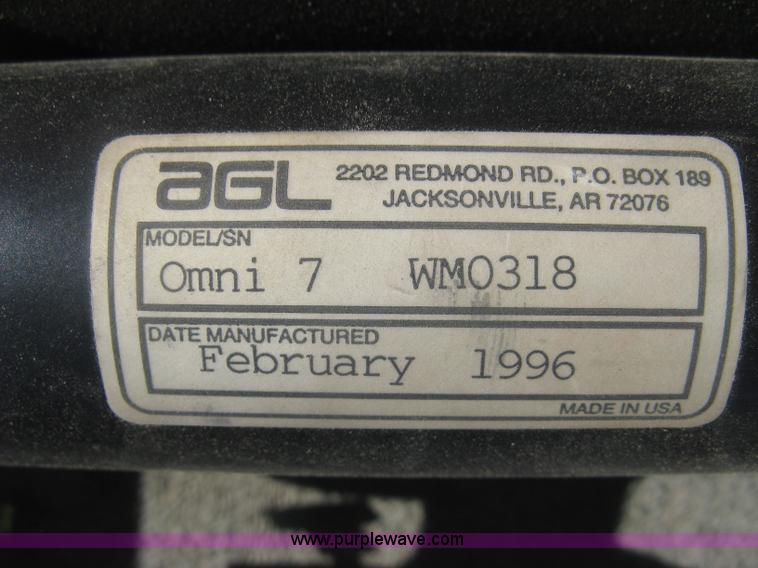 aGL
2202 REDMOND RD., P.O. BOX 189
JACKSONVILLE, AR 72076
MODEL/SN
Omni 7 WM0318
DATE MANUFACTURED
February 1996
MADE IN USA
www.purplewave.com